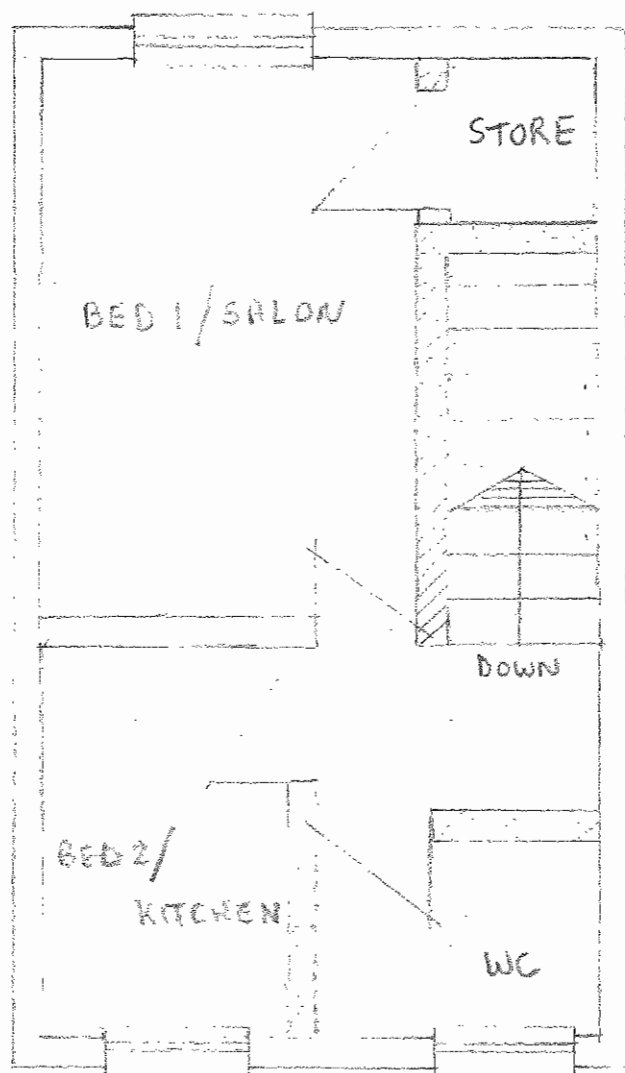 STORE
BED 1/SALON
DOWN
BED 2/
KITCHEN
WC